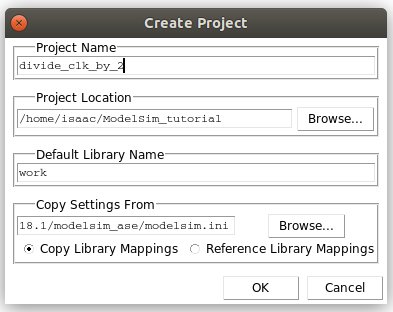 Create Project
Project Name
divide_clk_by_2
Project Location
/home/isaac/ModelSim_tutorial
Browse...
Default Library Name
work
Copy Settings From
18.1/modelsim_ase/modelsim.ini
Browse...
Copy Library Mappings
Reference Library Mappings
OK
Cancel